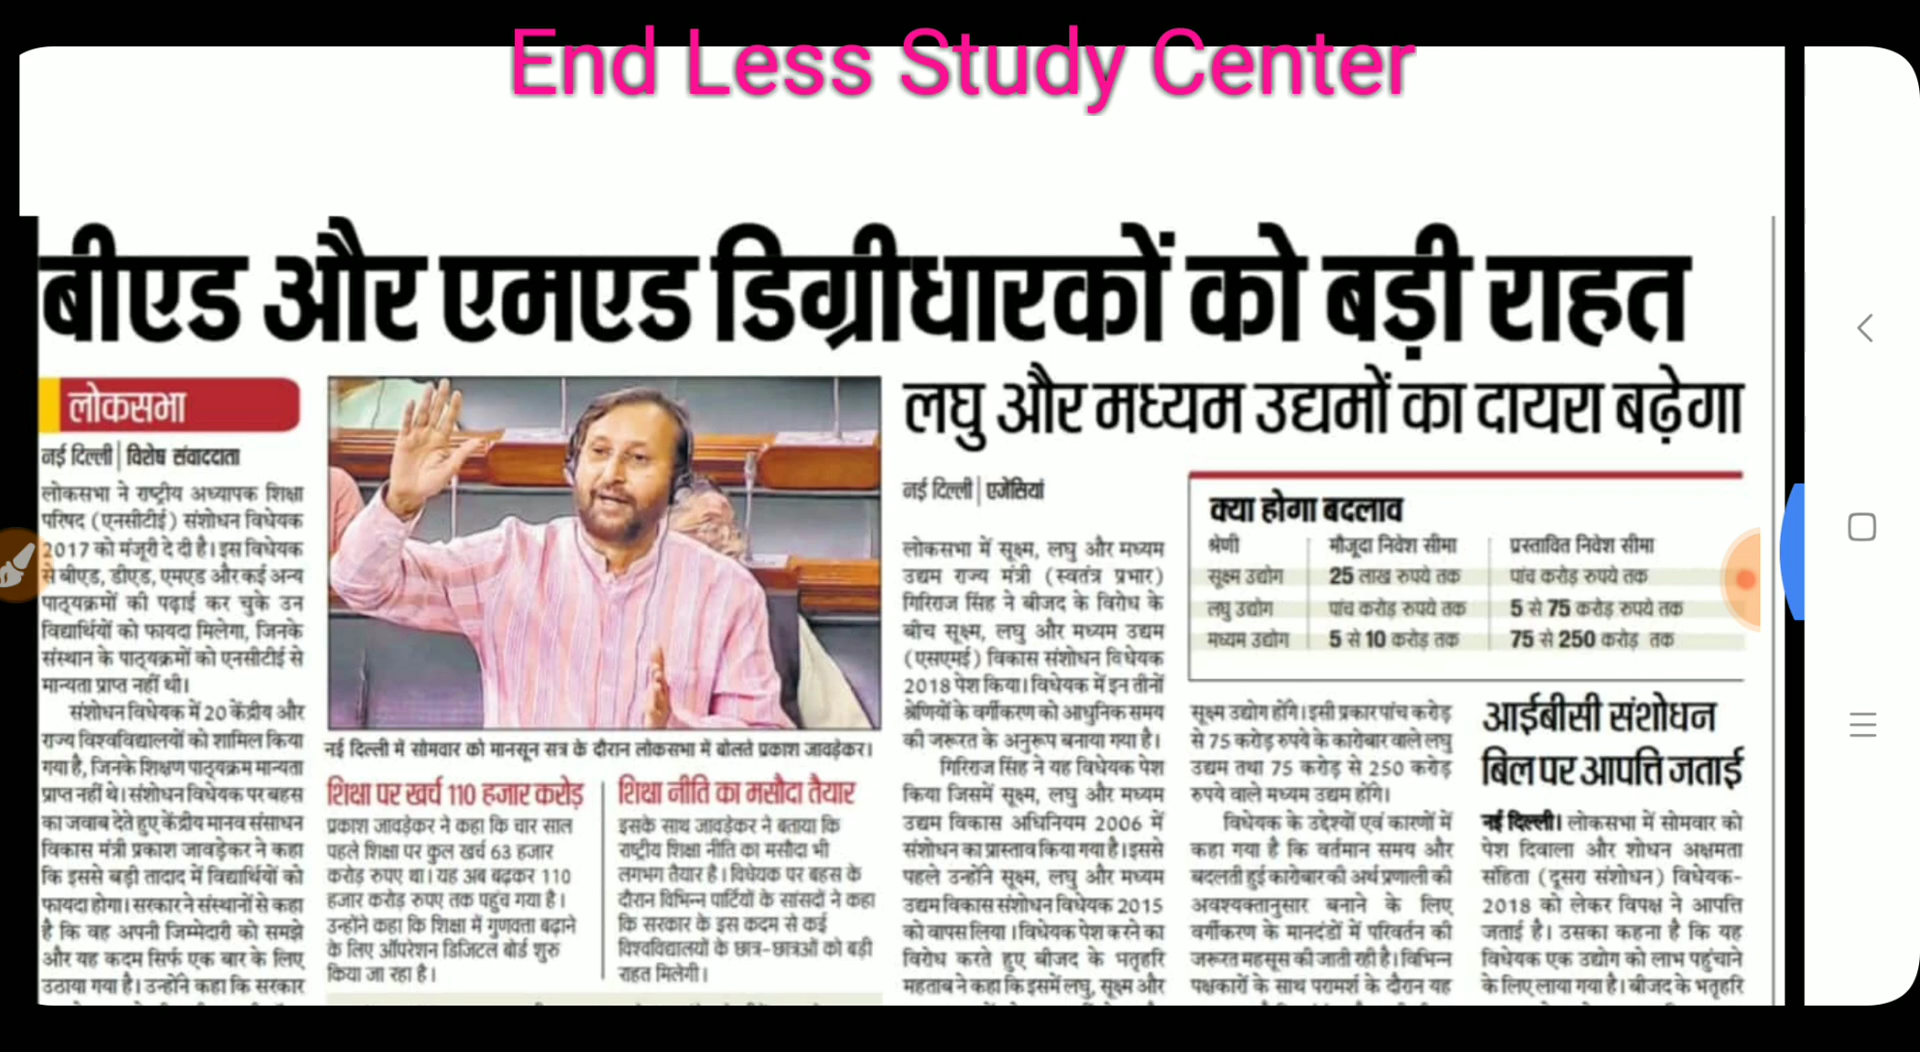 End Less Study Center
बीएड और एमएड डिग्रीधारकों को बड़ी राहत
लोकसभा
नई दिल्ली | विशेष संवाददाता
लोकसभा ने राष्ट्रीय अध्यापक शिक्षा
परिषद (एनसीटीई) संशोधन विधेयक
2017 को मंजूरी दे दी है। इस विधेयक
से बीएड, डीएड, एमएड और कई अन्य
पाठ्यक्रमों की पढ़ाई कर चुके उन
विद्यार्थियों को फायदा मिलेगा, जिनके
संस्थान के पाठ्यक्रमों को एनसीटीई से
मान्यता प्राप्त नहीं थी।
संशोधन विधेयक में 20 केंद्रीय और
राज्य विश्वविद्यालयों को शामिल किया
गया है, जिनके शिक्षण पाठ्यक्रम मान्यता
प्राप्त नहीं थे। संशोधन विधेयक पर बहस
का जवाब देते हुए केंद्रीय मानव संसाधन
विकास मंत्री प्रकाश जावड़ेकर ने कहा
कि इससे बड़ी तादाद में विद्यार्थियों को
फायदा होगा। सरकार ने संस्थानों से कहा
है कि वह अपनी जिम्मेदारी को समझे
और यह कदम सिर्फ एक बार के लिए
उठाया गया है। उन्होंने कहा कि सरकार
नई दिल्ली में सोमवार को मानसून सत्र के दौरान लोकसभा में बोलते प्रकाश जावड़ेकर।
शिक्षा पर खर्च 110 हजार करोड़
प्रकाश जावड़ेकर ने कहा कि चार साल
पहले शिक्षा पर कुल खर्च 63 हजार
करोड़ रुपए था। यह अब बढ़कर 110
हजार करोड़ रुपए तक पहुंच गया है।
उन्होंने कहा कि शिक्षा में गुणवत्ता बढ़ाने
के लिए ऑपरेशन डिजिटल बोर्ड शुरु
किया जा रहा है।
शिक्षा नीति का मसौदा तैयार
इसके साथ जावड़ेकर ने बताया कि
राष्ट्रीय शिक्षा नीति का मसौदा भी
लगभग तैयार है। विधेयक पर बहस के
दौरान विभिन्न पार्टियों के सांसदों ने कहा
कि सरकार के इस कदम से कई
विश्वविद्यालयों के छात्र-छात्राओं को बड़ी
राहत मिलेगी।
लघु और मध्यम उद्यमों का दायरा बढ़ेगा
नई दिल्ली | एजेंसियां
लोकसभा में सूक्ष्म, लघु और मध्यम
उद्यम राज्य मंत्री (स्वतंत्र प्रभार)
गिरिराज सिंह ने बीजद के विरोध के
बीच सूक्ष्म, लघु और मध्यम उद्यम
(एसएमई) विकास संशोधन विधेयक
2018 पेश किया। विधेयक में इन तीनों
श्रेणियों के वर्गीकरण को आधुनिक समय
की जरूरत के अनुरूप बनाया गया है।
गिरिराज सिंह ने यह विधेयक पेश
किया जिसमें सूक्ष्म, लघु और मध्यम
उद्यम विकास अधिनियम 2006 में
संशोधन का प्रास्ताव किया गया है। इससे
पहले उन्होंने सूक्ष्म, लघु और मध्यम
उद्यम विकास संशोधन विधेयक 2015
को वापस लिया। विधेयक पेश करने का
विरोध करते हुए बीजद के भतृहरि
महताब ने कहा कि इसमें लघु, सूक्ष्म और
क्या होगा बदलाव
श्रेणी मौजूदा निवेश सीमा प्रस्तावित निवेश सीमा
सूक्ष्म उद्योग 25 लाख रुपये तक पांच करोड़ रुपये तक
लघु उद्योग पांच करोड़ रुपये तक 5 से 75 करोड़ रुपये तक
मध्यम उद्योग 5 से 10 करोड़ तक 75 से 250 करोड़ तक
सूक्ष्म उद्योग होंगे। इसी प्रकार पांच करोड़
से 75 करोड़ रुपये के कारोबार वाले लघु
उद्यम तथा 75 करोड़ से 250 करोड़
रुपये वाले मध्यम उद्यम होंगे।
विधेयक के उद्देश्यों एवं कारणों में
कहा गया है कि वर्तमान समय और
बदलती हुई कारोबार की अर्थ प्रणाली की
अवश्यक्तानुसार बनाने के लिए
वर्गीकरण के मानदंडों में परिवर्तन की
जरूरत महसूस की जाती रही है। विभिन्न
पक्षकारों के साथ परामर्श के दौरान यह
आईबीसी संशोधन
बिल पर आपत्ति जताई
नई दिल्ली। लोकसभा में सोमवार को
पेश दिवाला और शोधन अक्षमता
संहिता (दूसरा संशोधन) विधेयक-
2018 को लेकर विपक्ष ने आपत्ति
जताई है। उसका कहना है कि यह
विधेयक एक उद्योग को लाभ पहुंचाने
के लिए लाया गया है। बीजद के भतृहरि